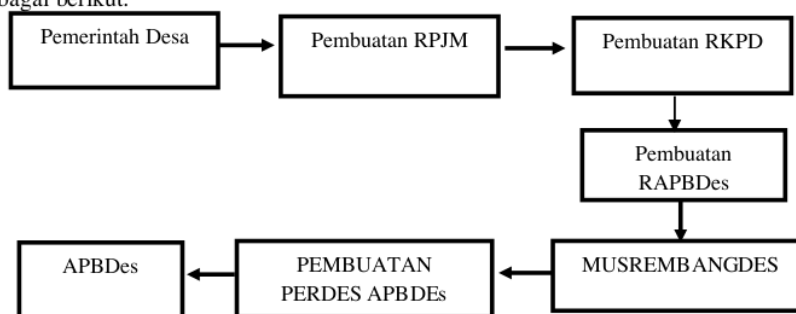 bagai berikut:
Pemerintah Desa
Pembuatan RPJM
Pembuatan RKPD
Pembuatan
RAPBDes
MUSREMBANGDES
PEMBUATAN
PERDES APBDEs
APBDes